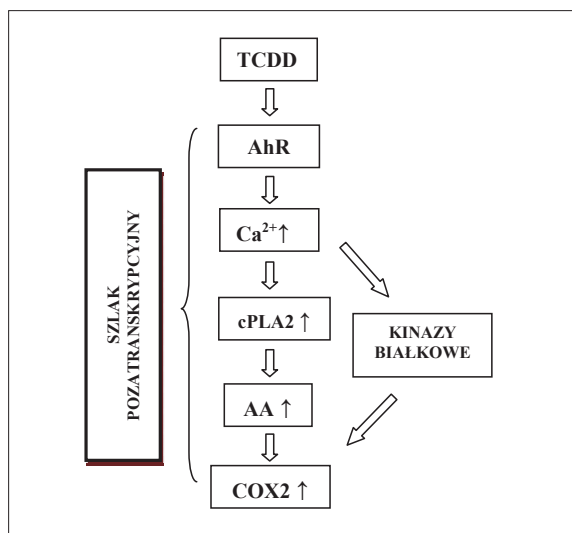 TCDD
AhR
Ca²⁺↑
cPLA2 ↑
AA ↑
COX2 ↑
KINAZY
BIAŁKOWE
SZLAK
POZATRANSKRYPCYJNY